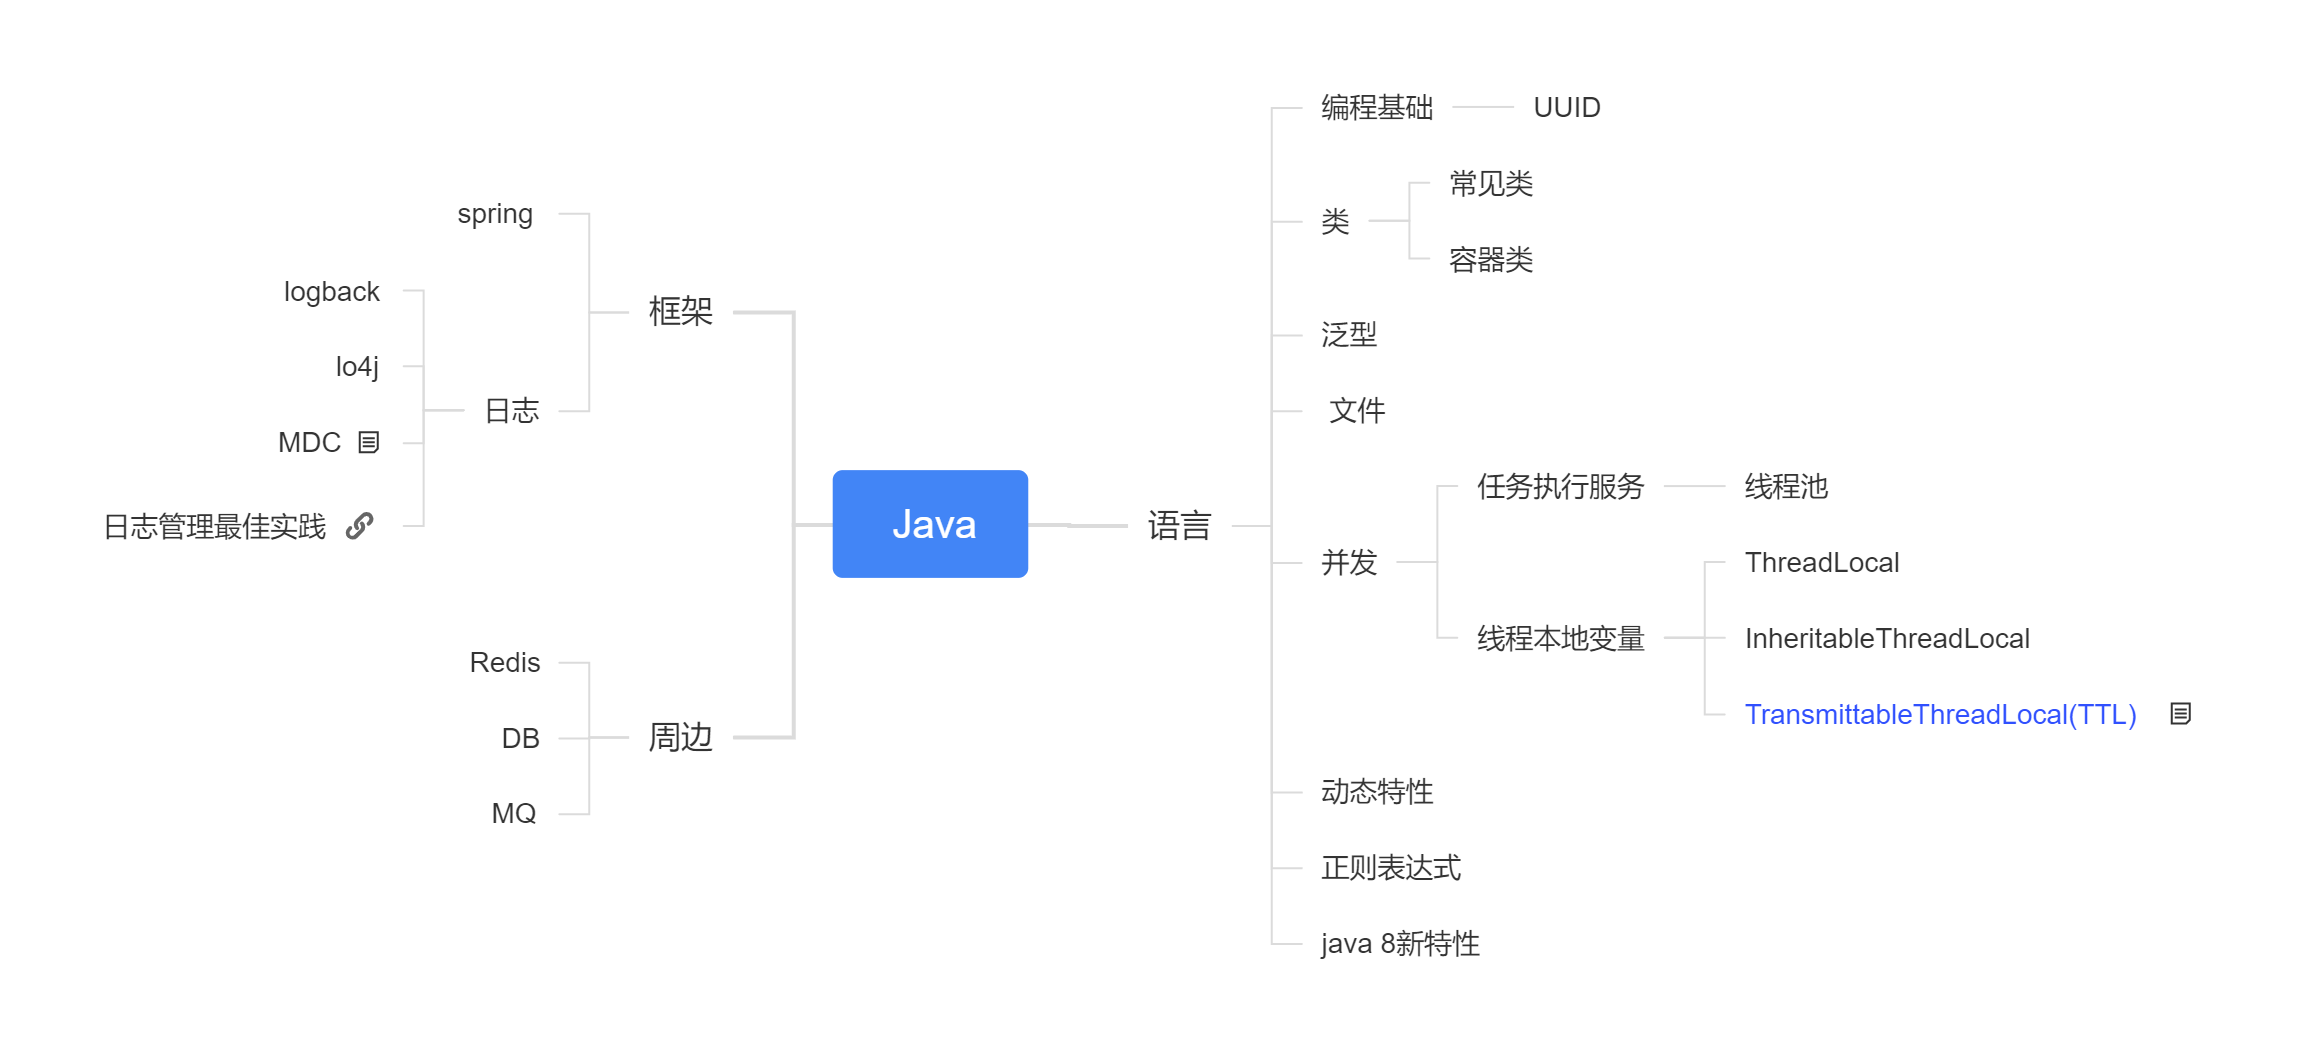 Java
框架
spring
日志
logback
lo4j
MDC
日志管理最佳实践
周边
Redis
DB
MQ
语言
编程基础
UUID
类
常见类
容器类
泛型
文件
并发
任务执行服务
线程池
线程本地变量
ThreadLocal
InheritableThreadLocal
TransmittableThreadLocal(TTL)
动态特性
正则表达式
java 8新特性